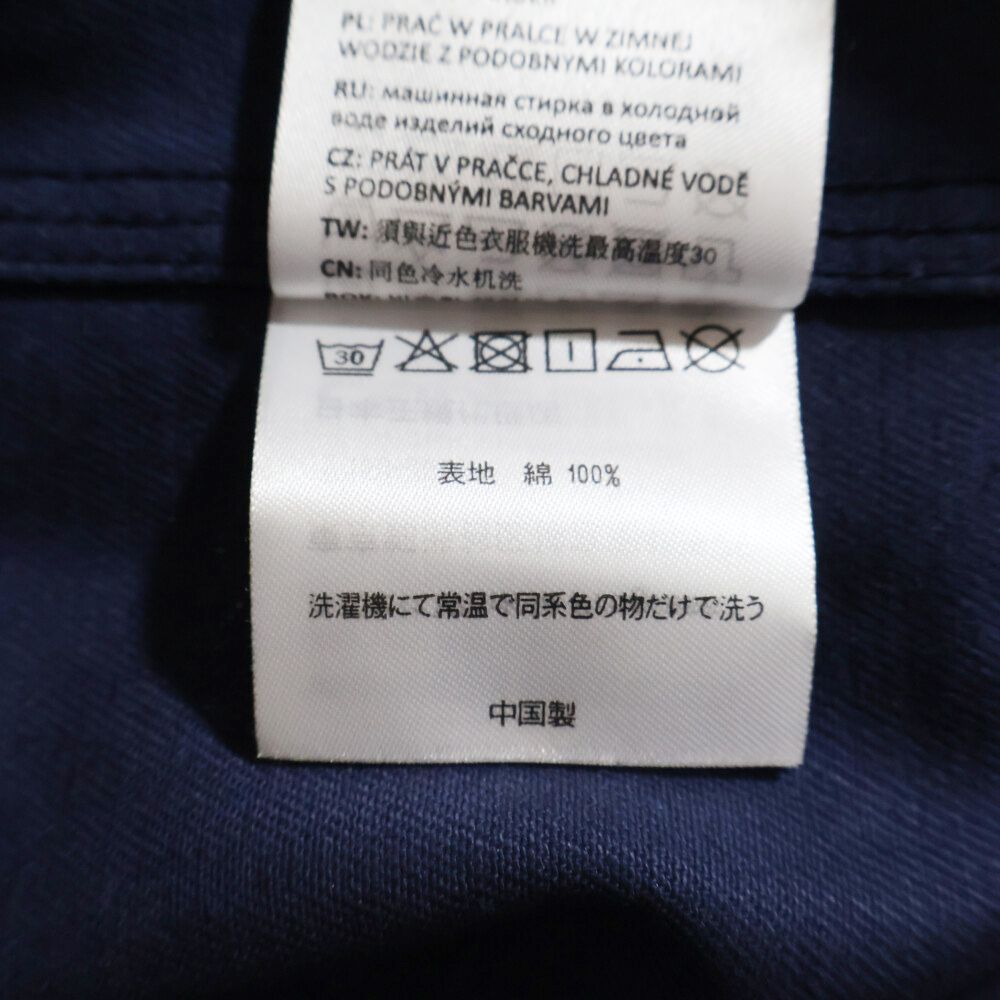 PL: PRAĆ W PRALCE W ZIMNEJ
WODZIE Z PODOBNYMI KOLORAMI
RU: машинная стирка в холодной
воде изделий сходного цвета
CZ: PRÁT V PRAČCE, CHLADNÉ VODĚ
S PODOBNÝMI BARVAMI
TW: 須與近色衣服機洗最高溫度30
CN: 同色冷水机洗
30
表地 綿 100%
洗濯機にて常温で同系色の物だけで洗う
中国製